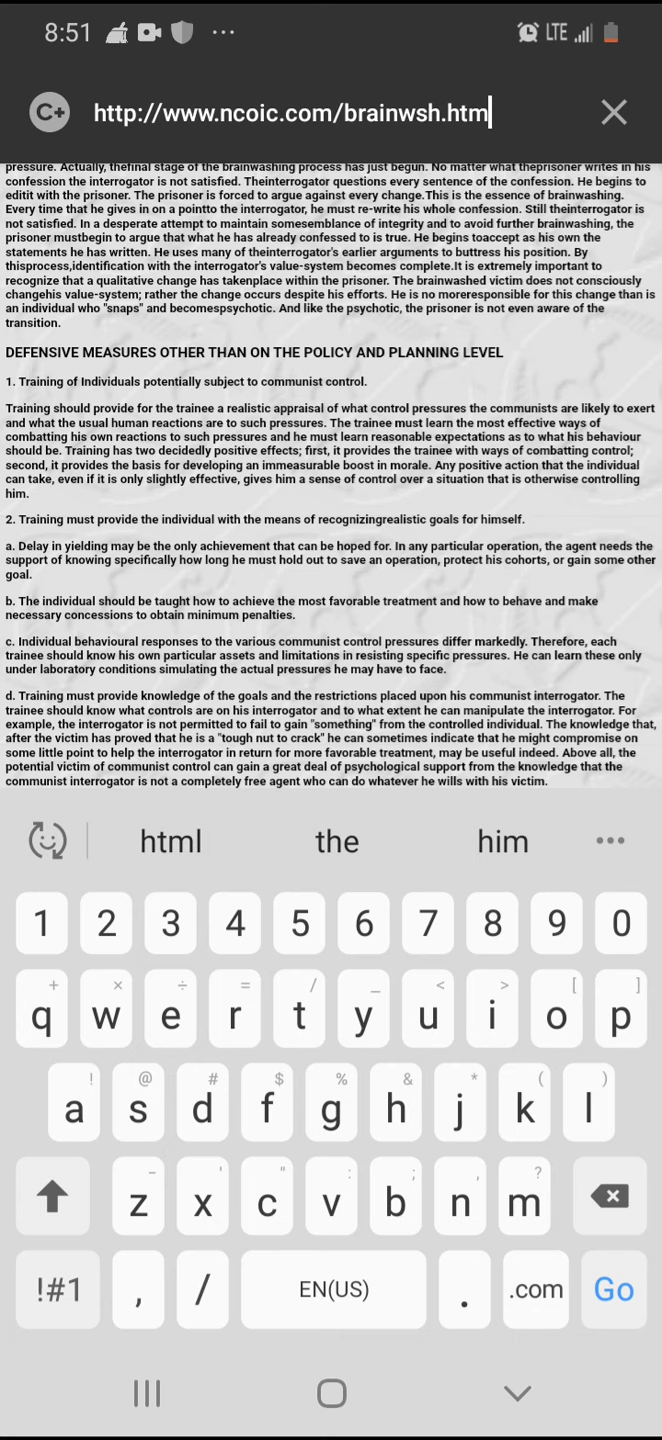 8:51 ... LTE
C+ http://www.ncoic.com/brainwsh.htm
pressure. Actually, thefinal stage of the brainwashing process has just begun. No matter what theprisoner writes in his
confession the interrogator is not satisfied. Theinterrogator questions every sentence of the confession. He begins to
editit with the prisoner. The prisoner is forced to argue against every change.This is the essence of brainwashing.
Every time that he gives in on a pointto the interrogator, he must re-write his whole confession. Still theinterrogator is
not satisfied. In a desperate attempt to maintain somesemblance of integrity and to avoid further brainwashing, the
prisoner mustbegin to argue that what he has already confessed to is true. He begins toaccept as his own the
statements he has written. He uses many of theinterrogator's earlier arguments to buttress his position. By
thisprocess,identification with the interrogator's value-system becomes complete.It is extremely important to
recognize that a qualitative change has takenplace within the prisoner. The brainwashed victim does not consciously
changehis value-system; rather the change occurs despite his efforts. He is no moreresponsible for this change than is
an individual who "snaps" and becomespsychotic. And like the psychotic, the prisoner is not even aware of the
transition.
DEFENSIVE MEASURES OTHER THAN ON THE POLICY AND PLANNING LEVEL
1. Training of Individuals potentially subject to communist control.
Training should provide for the trainee a realistic appraisal of what control pressures the communists are likely to exert
and what the usual human reactions are to such pressures. The trainee must learn the most effective ways of
combatting his own reactions to such pressures and he must learn reasonable expectations as to what his behaviour
should be. Training has two decidedly positive effects; first, it provides the trainee with ways of combatting control;
second, it provides the basis for developing an immeasurable boost in morale. Any positive action that the individual
can take, even if it is only slightly effective, gives him a sense of control over a situation that is otherwise controlling
him.
2. Training must provide the individual with the means of recognizingrealistic goals for himself.
a. Delay in yielding may be the only achievement that can be hoped for. In any particular operation, the agent needs the
support of knowing specifically how long he must hold out to save an operation, protect his cohorts, or gain some other
goal.
b. The individual should be taught how to achieve the most favorable treatment and how to behave and make
necessary concessions to obtain minimum penalties.
c. Individual behavioural responses to the various communist control pressures differ markedly. Therefore, each
trainee should know his own particular assets and limitations in resisting specific pressures. He can learn these only
under laboratory conditions simulating the actual pressures he may have to face.
d. Training must provide knowledge of the goals and the restrictions placed upon his communist interrogator. The
trainee should know what controls are on his interrogator and to what extent he can manipulate the interrogator. For
example, the interrogator is not permitted to fail to gain "something" from the controlled individual. The knowledge that,
after the victim has proved that he is a "tough nut to crack" he can sometimes indicate that he might compromise on
some little point to help the interrogator in return for more favorable treatment, may be useful indeed. Above all, the
potential victim of communist control can gain a great deal of psychological support from the knowledge that the
communist interrogator is not a completely free agent who can do whatever he wills with his victim.
html the him ...
1 2 3 4 5 6 7 8 9 0
+ × ÷ = / _ < > [ ]
q w e r t y u i o p
! @ # $ % & * ( )
a s d f g h j k l
- ' " : ; , ?
z x c v b n m
!#1 , / EN(US) . .com Go